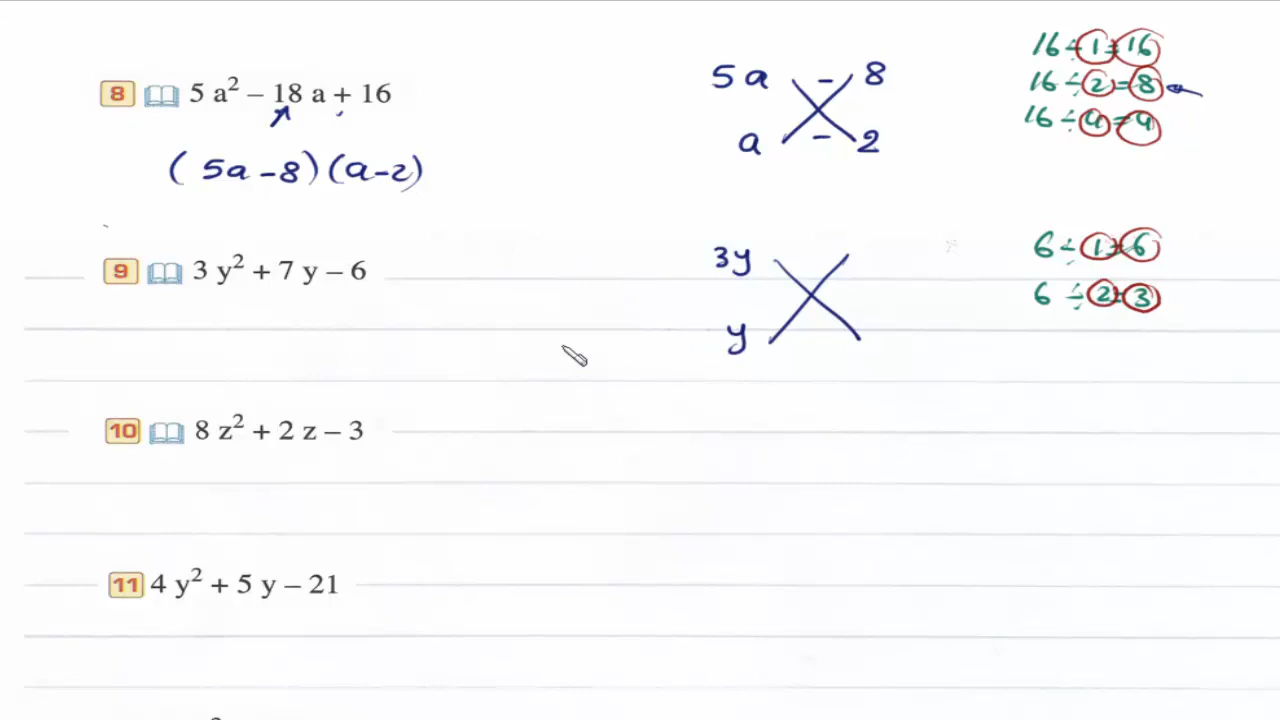 8 5 a² – 18 a + 16
(5a - 8)(a - 2)
5a - 8
a - 2
16 ÷ 1 = 16
16 ÷ 2 = 8
16 ÷ 4 = 4
9 3 y² + 7 y – 6
3y
y
6 ÷ 1 = 6
6 ÷ 2 = 3
10 8 z² + 2 z – 3
11 4 y² + 5 y – 21